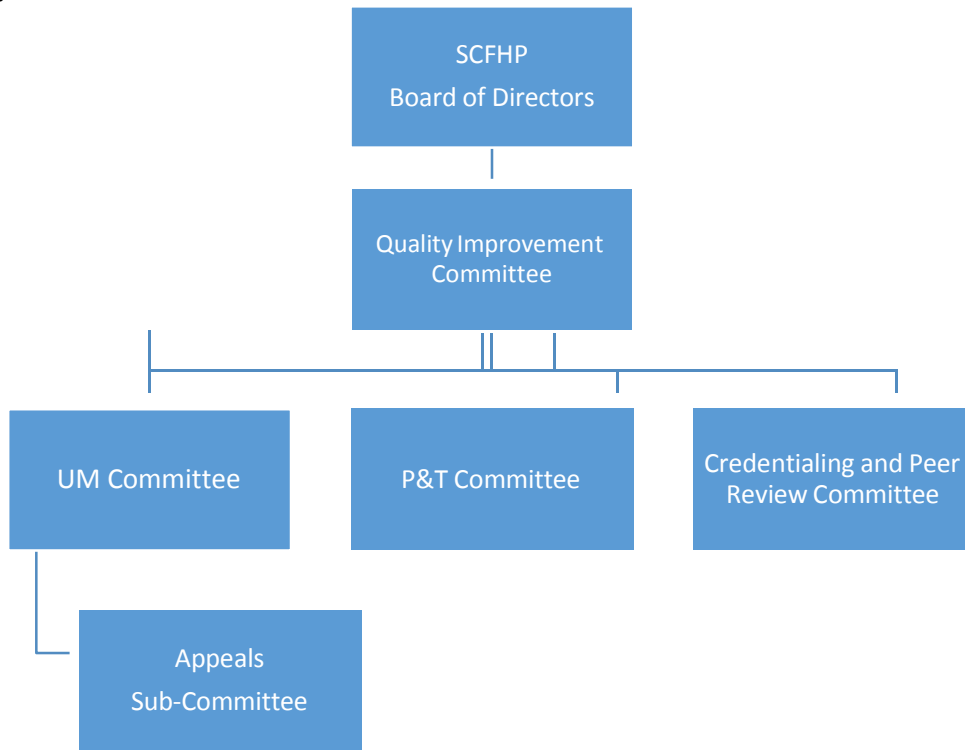 SCFHP
Board of Directors
Quality Improvement
Committee
UM Committee
P&T Committee
Credentialing and Peer
Review Committee
Appeals
Sub-Committee